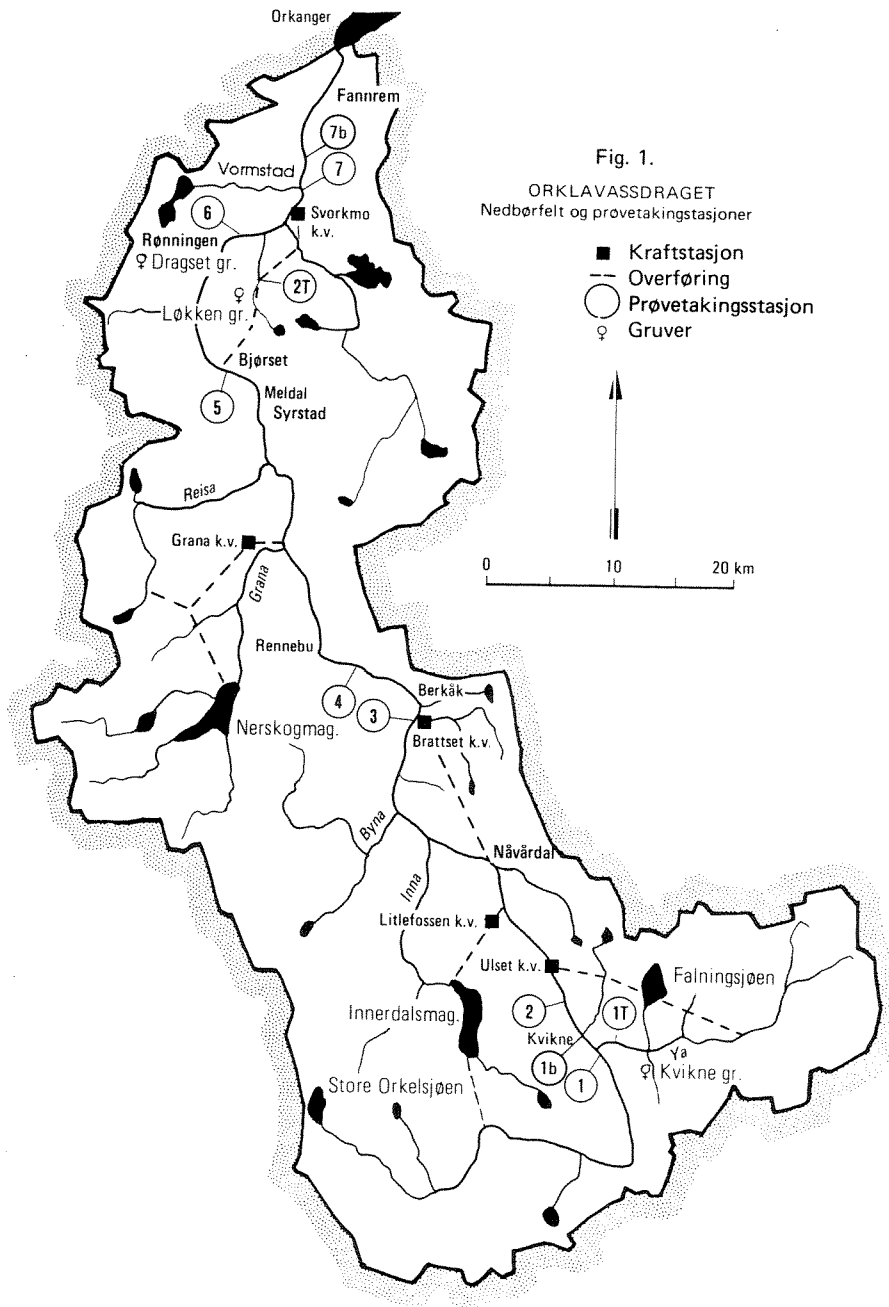 Orkanger
Fannrem
7b
Vormstad
7
6
Svorkmo
k.v.
Rønningen
♀ Dragset gr.
2T
♀
Løkken gr.
Bjørset
5
Meldal
Syrstad
Reisa
Grana k.v.
Grana
Rennebu
Berkåk
4
3
Nerskogmag.
Brattset k.v.
Byna
Nåvårdal
Inna
Litlefossen k.v.
Ulset k.v.
Falningsjøen
Innerdalsmag.
2
1T
Kvikne
Ya
1b
1
♀ Kvikne gr.
Store Orkelsjøen
Fig. 1.
ORKLAVASSDRAGET
Nedbørfelt og prøvetakingstasjoner
Kraftstasjon
Overføring
Prøvetakingsstasjon
♀ Gruver
0 10 20 km